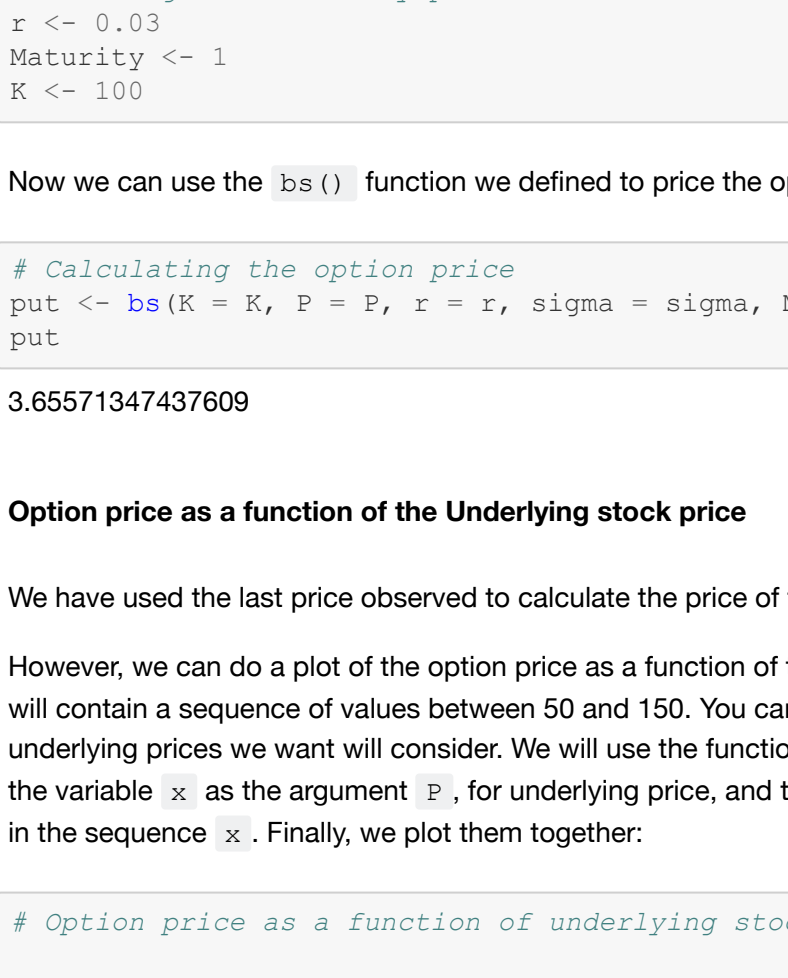 r <- 0.03
Maturity <- 1
K <- 100
Now we can use the bs() function we defined to price the
# Calculating the option price
put <- bs(K = K, P = P, r = r, sigma = sigma,
put
3.65571347437609
Option price as a function of the Underlying stock price
We have used the last price observed to calculate the price of
However, we can do a plot of the option price as a function of
will contain a sequence of values between 50 and 150. You
underlying prices we want will consider. We will use the
the variable x as the argument P , for underlying price, and
in the sequence x . Finally, we plot them together:
# Option price as a function of underlying